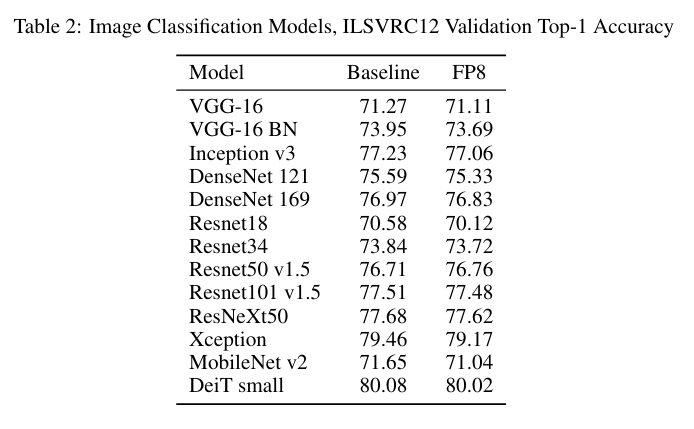 Table 2: Image Classification Models, ILSVRC12 Validation Top-1 Accuracy
Model Baseline FP8
VGG-16 71.27 71.11
VGG-16 BN 73.95 73.69
Inception v3 77.23 77.06
DenseNet 121 75.59 75.33
DenseNet 169 76.97 76.83
Resnet18 70.58 70.12
Resnet34 73.84 73.72
Resnet50 v1.5 76.71 76.76
Resnet101 v1.5 77.51 77.48
ResNeXt50 77.68 77.62
Xception 79.46 79.17
MobileNet v2 71.65 71.04
DeiT small 80.08 80.02